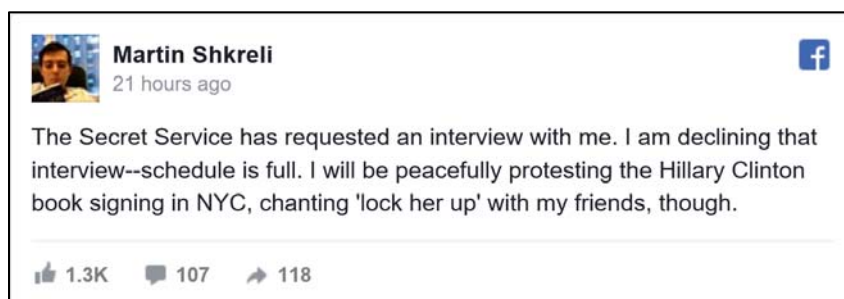 Martin Shkreli
21 hours ago
The Secret Service has requested an interview with me. I am declining that
interview--schedule is full. I will be peacefully protesting the Hillary Clinton
book signing in NYC, chanting 'lock her up' with my friends, though.
1.3K 107 118